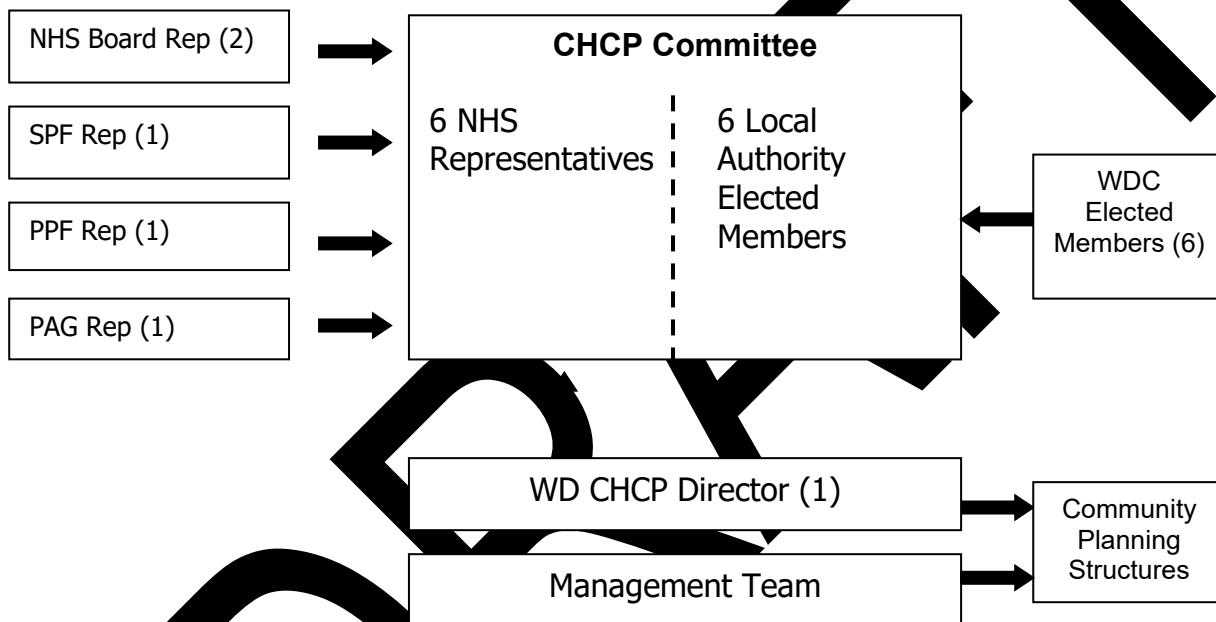 NHS Board Rep (2)
SPF Rep (1)
PPF Rep (1)
PAG Rep (1)
CHCP Committee
6 NHS
Representatives
6 Local
Authority
Elected
Members
WDC
Elected
Members (6)
WD CHCP Director (1)
Management Team
Community
Planning
Structures